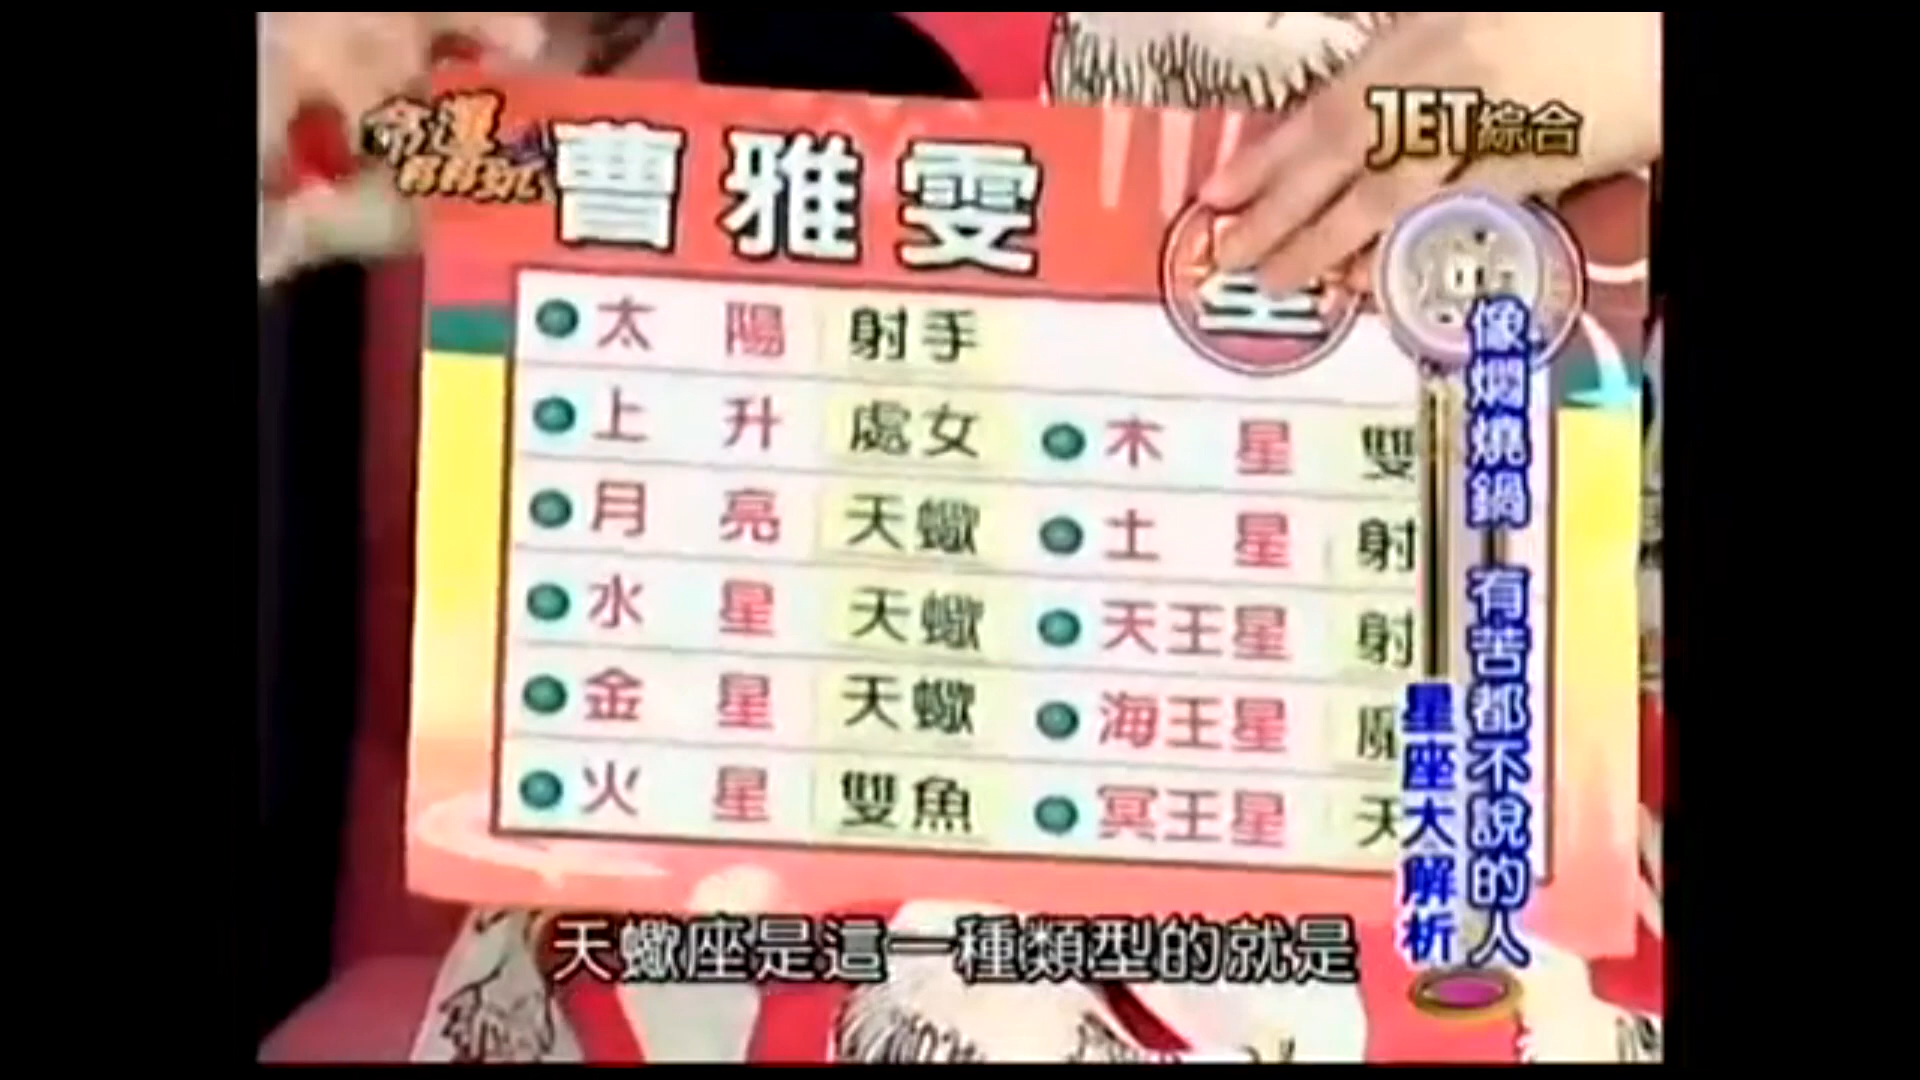 命運好好玩
JET綜合
曹雅雯
星
太陽 射手
上升 處女 木星 雙
月亮 天蠍 土星 射
水星 天蠍 天王星 射
金星 天蠍 海王星 魔
火星 雙魚 冥王星 天
像燜燒鍋 有苦都不說的人
星座大解析
天蠍座是這一種類型的就是